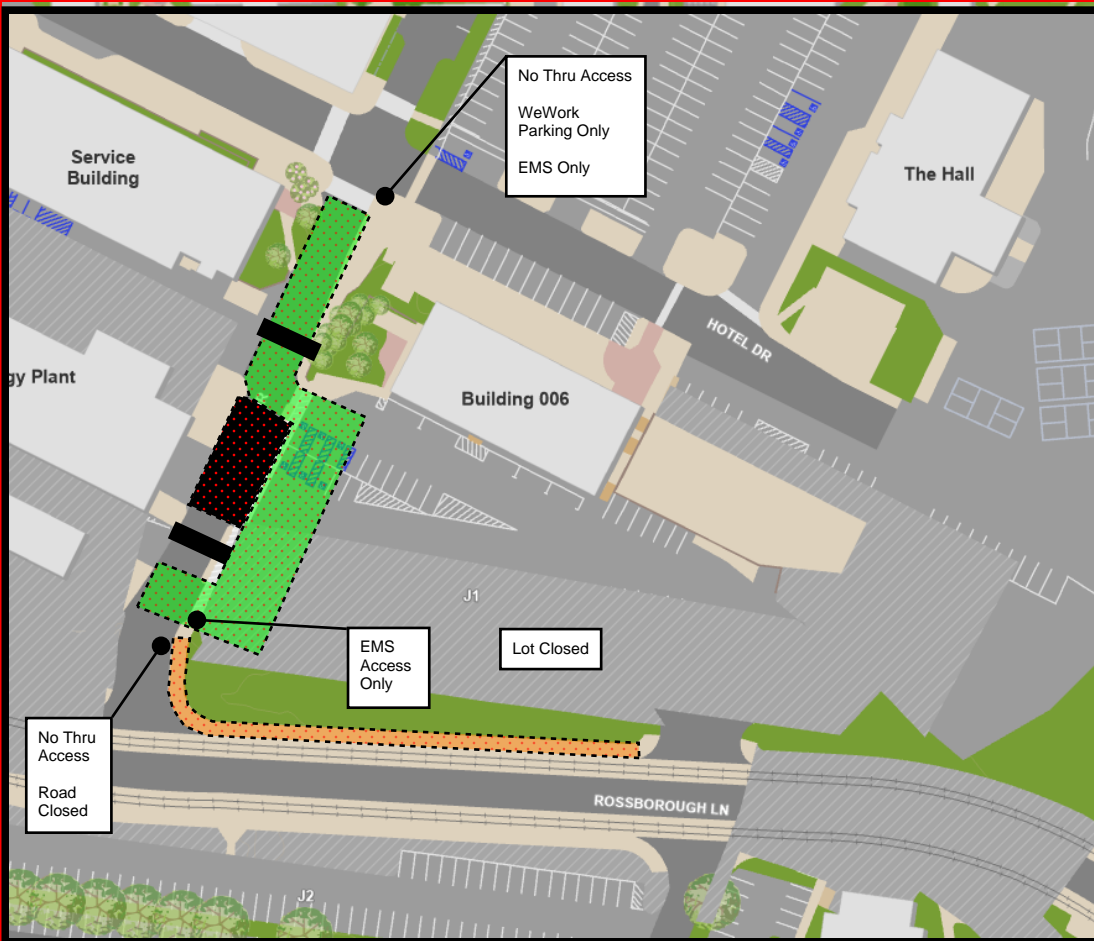 No Thru Access
WeWork
Parking Only
EMS Only
Service
Building
The Hall
HOTEL DR
gy Plant
Building 006
J1
Lot Closed
EMS
Access
Only
No Thru
Access
Road
Closed
ROSSBOROUGH LN
J2